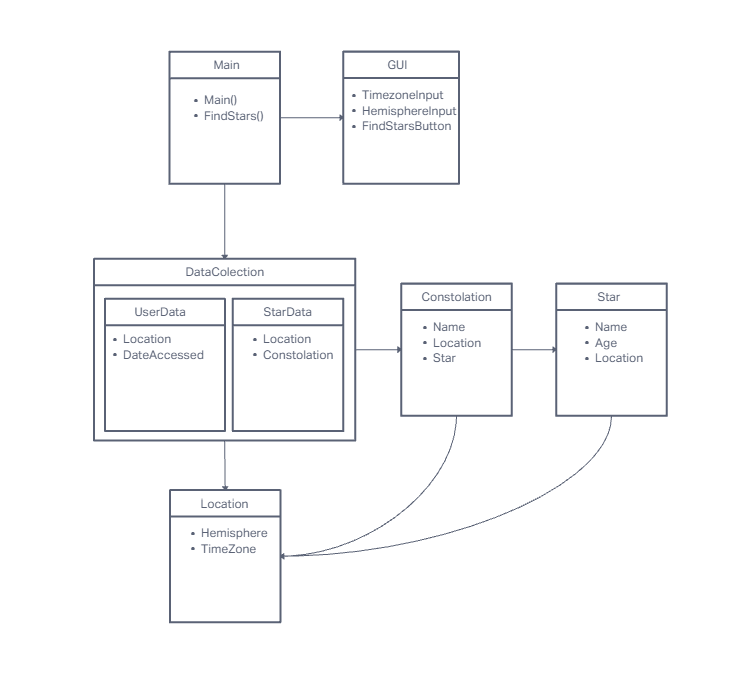 Main
• Main()
• FindStars()
GUI
• TimezoneInput
• HemisphereInput
• FindStarsButton
DataColection
UserData
• Location
• DateAccessed
StarData
• Location
• Constolation
Constolation
• Name
• Location
• Star
Star
• Name
• Age
• Location
Location
• Hemisphere
• TimeZone